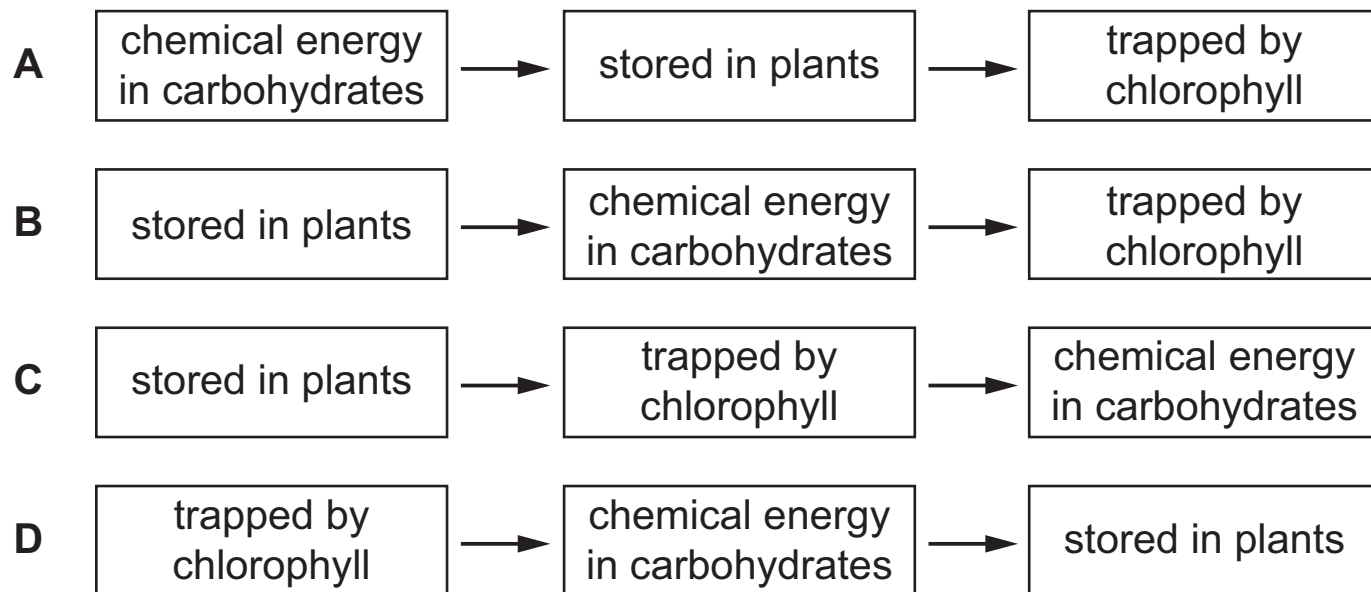 A
chemical energy
in carbohydrates
stored in plants
trapped by
chlorophyll
B
stored in plants
chemical energy
in carbohydrates
trapped by
chlorophyll
C
stored in plants
trapped by
chlorophyll
chemical energy
in carbohydrates
D
trapped by
chlorophyll
chemical energy
in carbohydrates
stored in plants